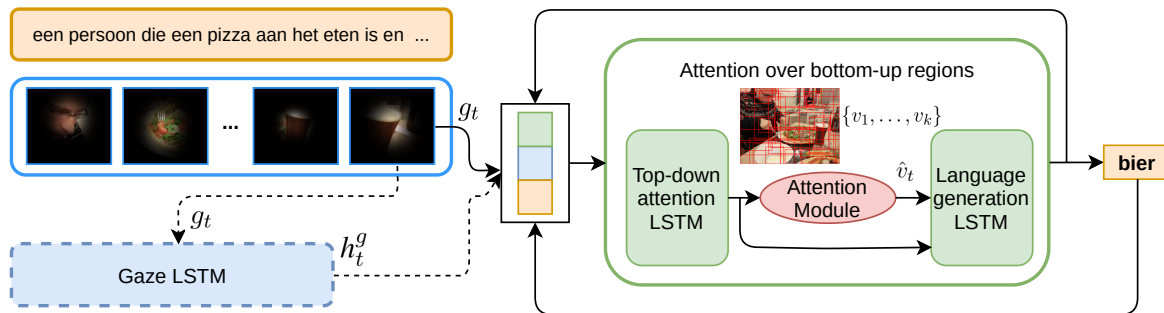 een persoon die een pizza aan het eten is en ...
...
g_t
g_t
h_t^g
Gaze LSTM
Attention over bottom-up regions
{v_1, . . . , v_k}
Top-down
attention
LSTM
Attention
Module
v̂_t
Language
generation
LSTM
bier